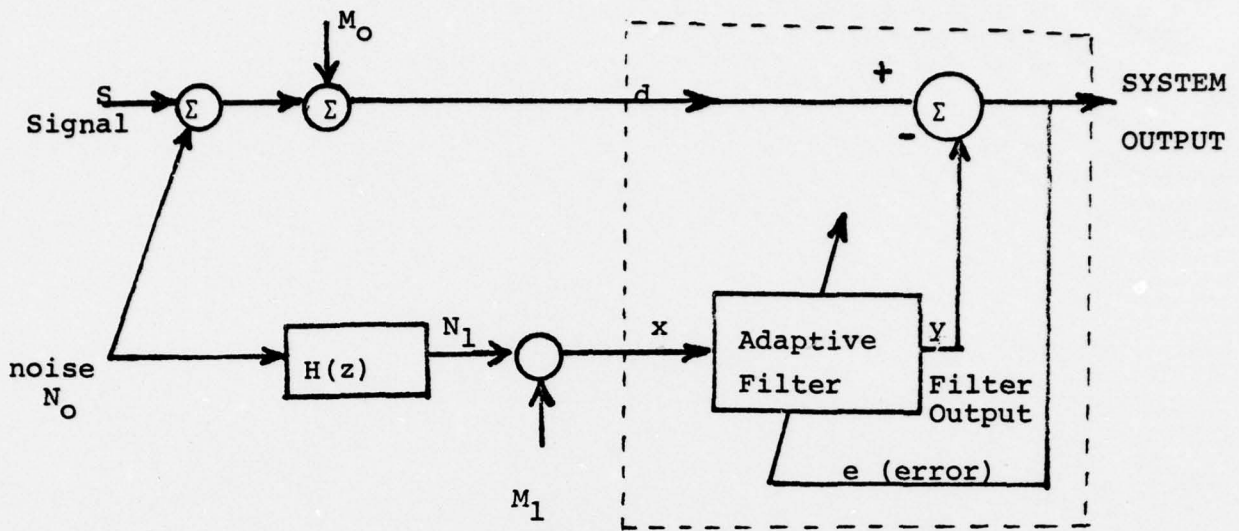 M₀
S
Signal
Σ
Σ
d
+
-
Σ
SYSTEM
OUTPUT
noise
N₀
H(z)
N₁
M₁
x
Adaptive
Filter
y
Filter
Output
e (error)